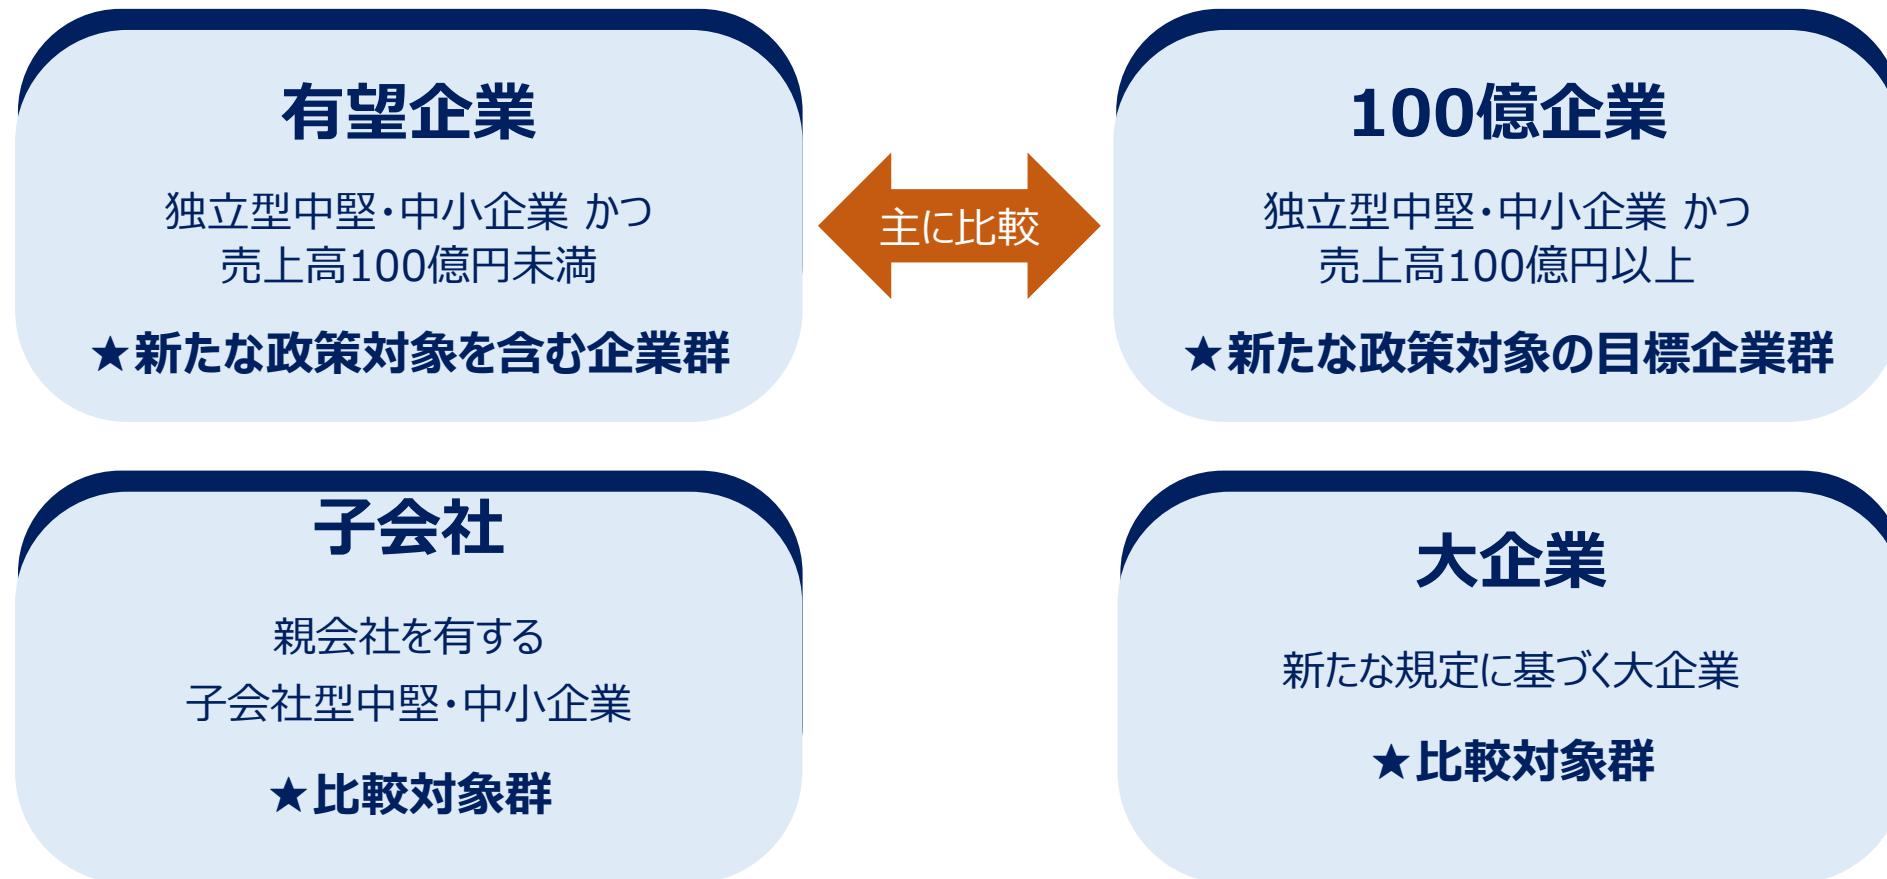 有望企業
独立型中堅・中小企業 かつ
売上高100億円未満
★新たな政策対象を含む企業群
主に比較
100億企業
独立型中堅・中小企業 かつ
売上高100億円以上
★新たな政策対象の目標企業群
子会社
親会社を有する
子会社型中堅・中小企業
★比較対象群
大企業
新たな規定に基づく大企業
★比較対象群